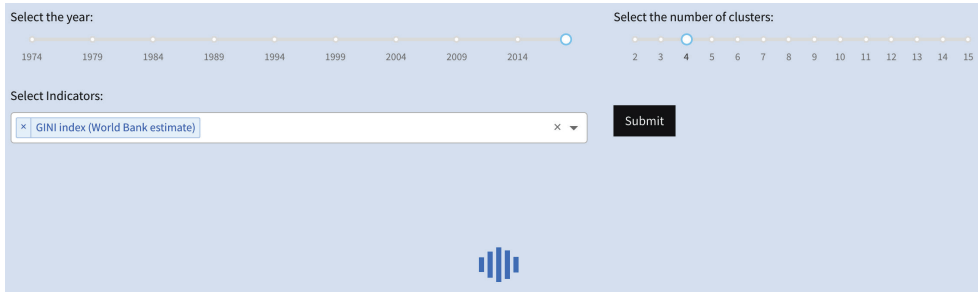 Select the year:
1974 1979 1984 1989 1994 1999 2004 2009 2014
Select the number of clusters:
2 3 4 5 6 7 8 9 10 11 12 13 14 15
Select Indicators:
× GINI index (World Bank estimate) ×
Submit